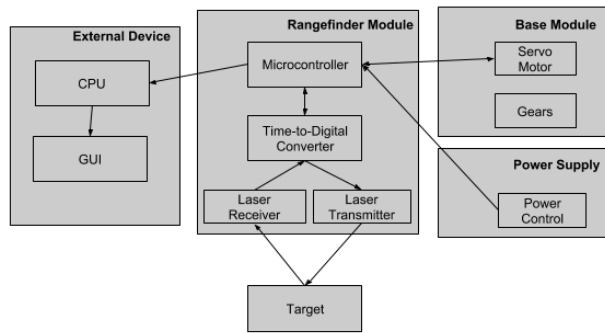 External Device
CPU
GUI
Rangefinder Module
Microcontroller
Time-to-Digital
Converter
Laser
Receiver
Laser
Transmitter
Base Module
Servo
Motor
Gears
Power Supply
Power
Control
Target